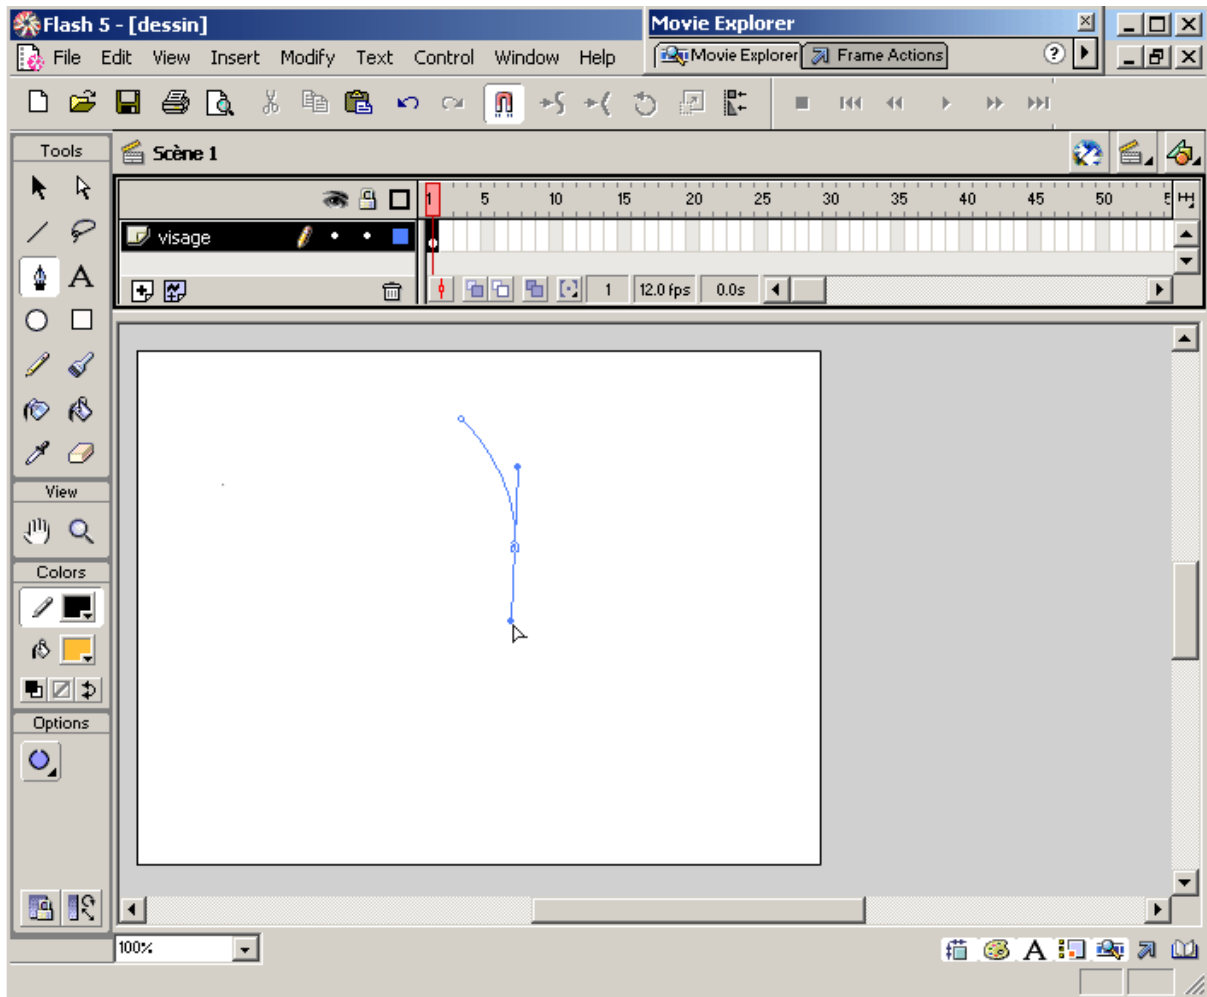 Flash 5 - [dessin]
Movie Explorer
File Edit View Insert Modify Text Control Window Help
Movie Explorer Frame Actions
Tools
Scène 1
1 5 10 15 20 25 30 35 40 45 50
visage
A
1 12.0 fps 0.0s
View
Colors
Options
100%
A